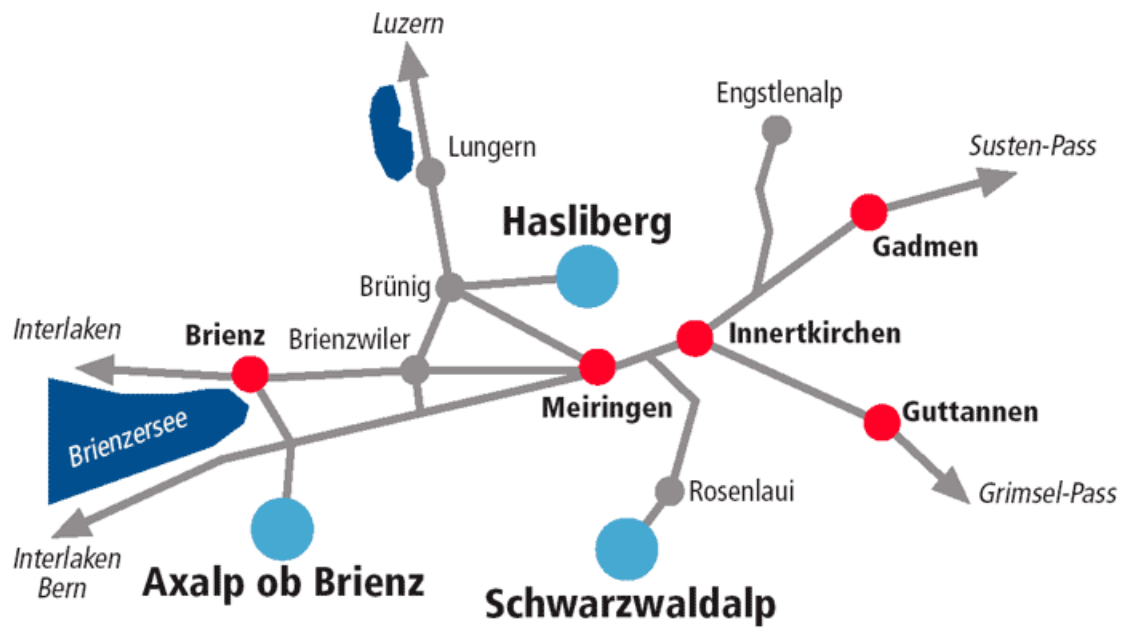 Luzern
Engstlenalp
Lungern
Susten-Pass
Hasliberg
Gadmen
Brünig
Interlaken
Brienz
Brienzwiler
Innertkirchen
Meiringen
Guttannen
Brienzersee
Rosenlaui
Grimsel-Pass
Interlaken
Bern
Axalp ob Brienz
Schwarzwaldalp